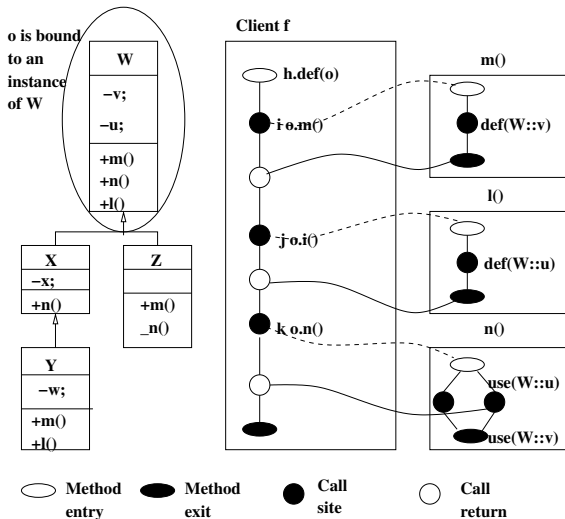 o is bound
to an
instance
of W
W
−v;
−u;
+m()
+n()
+l()
X
−x;
+n()
Z
+m()
_n()
Y
−w;
+m()
+l()
Client f
h.def(o)
i o.m()
j o.i()
k o.n()
m()
def(W::v)
l()
def(W::u)
n()
use(W::u)
use(W::v)
Method
entry
Method
exit
Call
site
Call
return